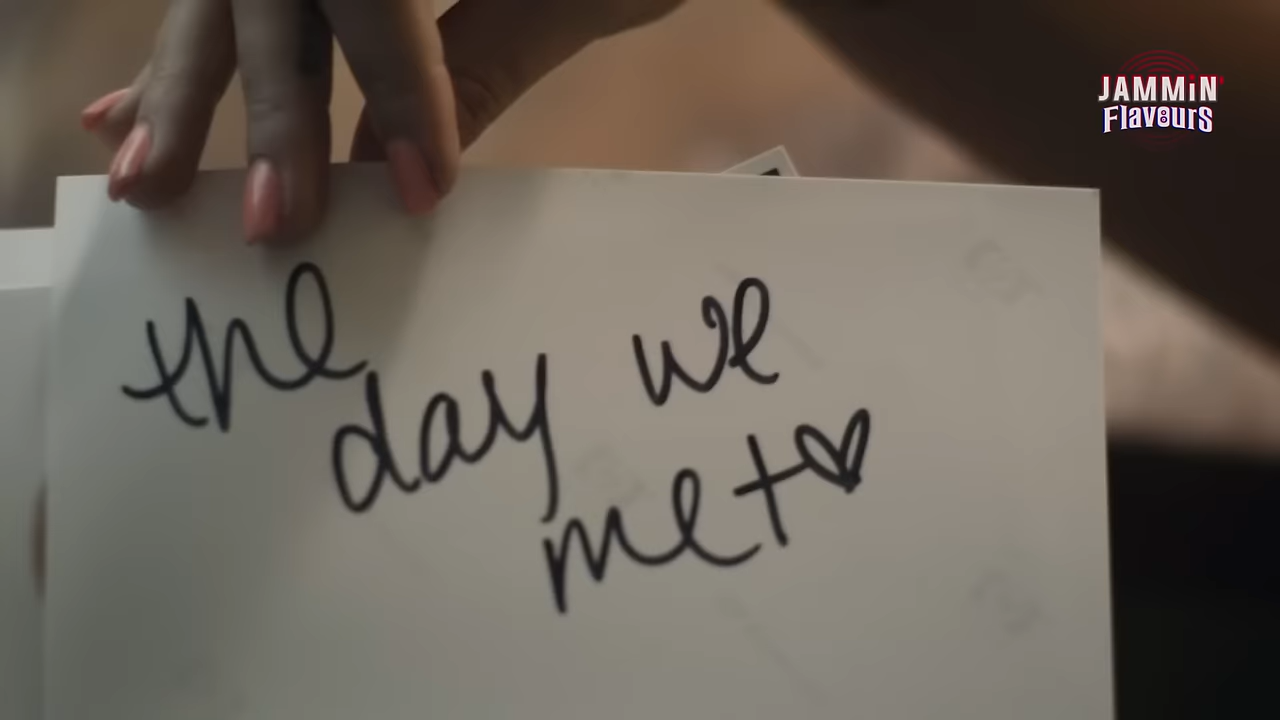 JAMMiN'
Flavours
the
day we
met♥